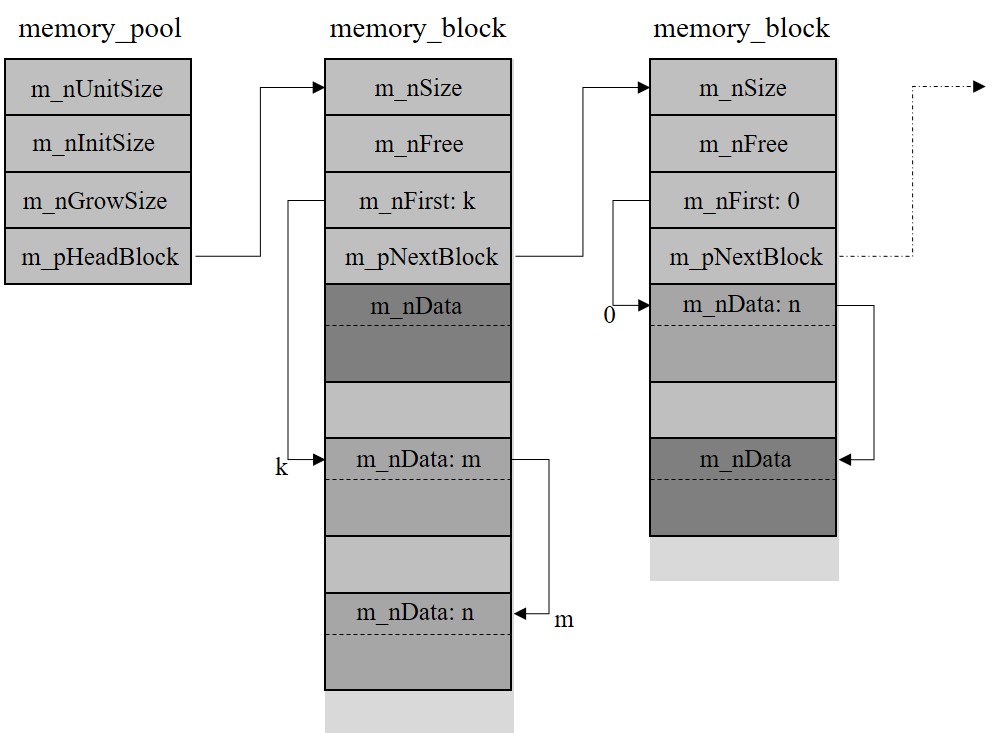 memory_pool
m_nUnitSize
m_nInitSize
m_nGrowSize
m_pHeadBlock
memory_block
m_nSize
m_nFree
m_nFirst: k
m_pNextBlock
m_nData
k
m_nData: m
m_nData: n
m
memory_block
m_nSize
m_nFree
m_nFirst: 0
m_pNextBlock
0
m_nData: n
m_nData